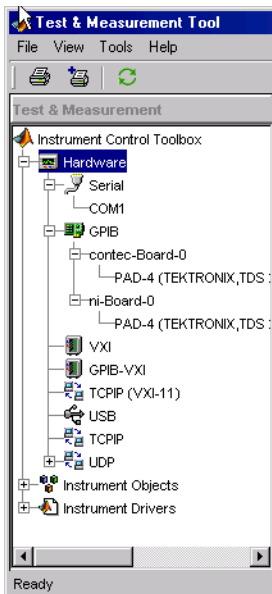 Test & Measurement Tool
File View Tools Help
Test & Measurement
Instrument Control Toolbox
Hardware
Serial
COM1
GPIB
contec-Board-0
PAD-4 (TEKTRONIX,TDS
ni-Board-0
PAD-4 (TEKTRONIX,TDS
VXI
GPIB-VXI
TCPIP (VXI-11)
USB
TCPIP
UDP
Instrument Objects
Instrument Drivers
Ready